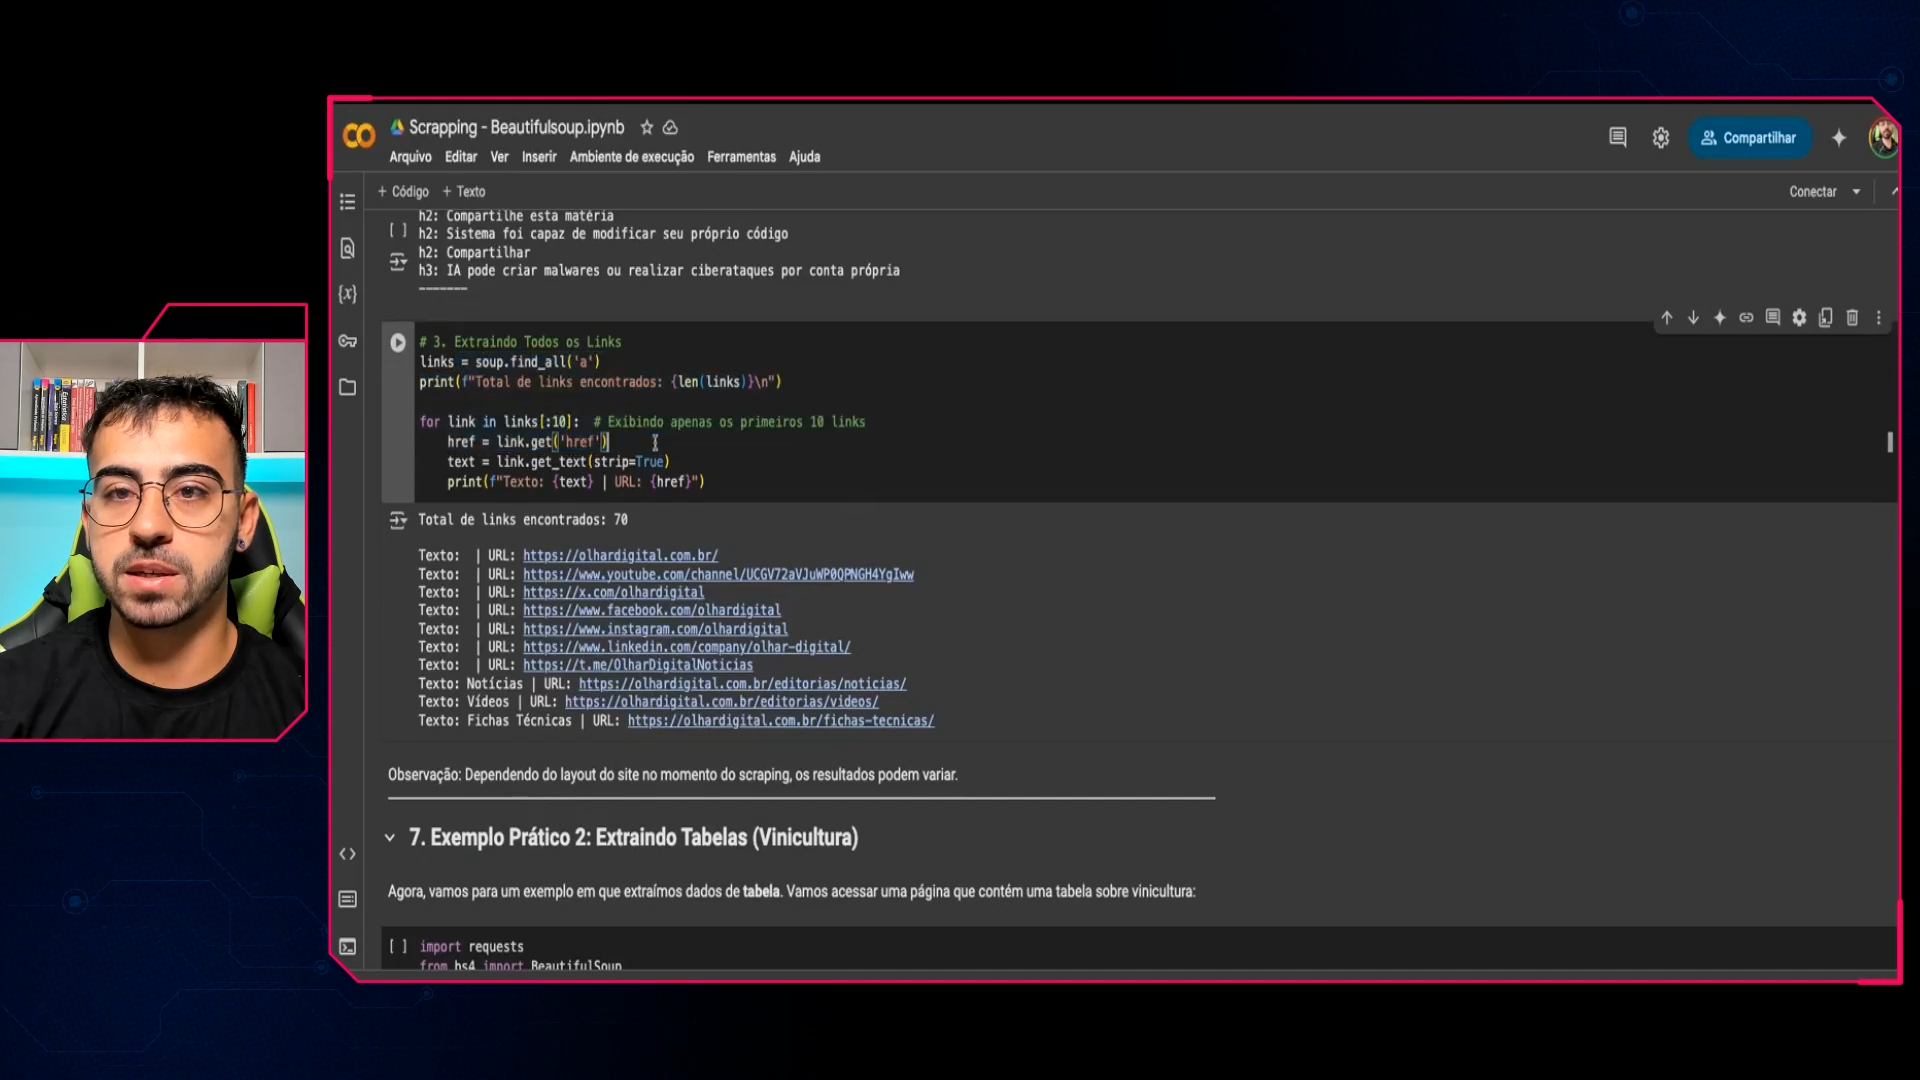 Scrapping - Beautifulsoup.ipynb
Arquivo Editar Ver Inserir Ambiente de execução Ferramentas Ajuda
Compartilhar
+ Código + Texto
Conectar
h2: Compartilhe esta matéria
[ ] h2: Sistema foi capaz de modificar seu próprio código
h2: Compartilhar
h3: IA pode criar malwares ou realizar ciberataques por conta própria
-------
# 3. Extraindo Todos os Links
links = soup.find_all('a')
print(f"Total de links encontrados: {len(links)}\n")
for link in links[:10]:  # Exibindo apenas os primeiros 10 links
    href = link.get('href')
    text = link.get_text(strip=True)
    print(f"Texto: {text} | URL: {href}")
Total de links encontrados: 70
Texto:  | URL: https://olhardigital.com.br/
Texto:  | URL: https://www.youtube.com/channel/UCGV72aVJuWP0QPNGH4YgIww
Texto:  | URL: https://x.com/olhardigital
Texto:  | URL: https://www.facebook.com/olhardigital
Texto:  | URL: https://www.instagram.com/olhardigital
Texto:  | URL: https://www.linkedin.com/company/olhar-digital/
Texto:  | URL: https://t.me/OlharDigitalNoticias
Texto: Notícias | URL: https://olhardigital.com.br/editorias/noticias/
Texto: Vídeos | URL: https://olhardigital.com.br/editorias/videos/
Texto: Fichas Técnicas | URL: https://olhardigital.com.br/fichas-tecnicas/
Observação: Dependendo do layout do site no momento do scraping, os resultados podem variar.
7. Exemplo Prático 2: Extraindo Tabelas (Vinicultura)
Agora, vamos para um exemplo em que extraímos dados de tabela. Vamos acessar uma página que contém uma tabela sobre vinicultura:
[ ] import requests
from bs4 import BeautifulSoup